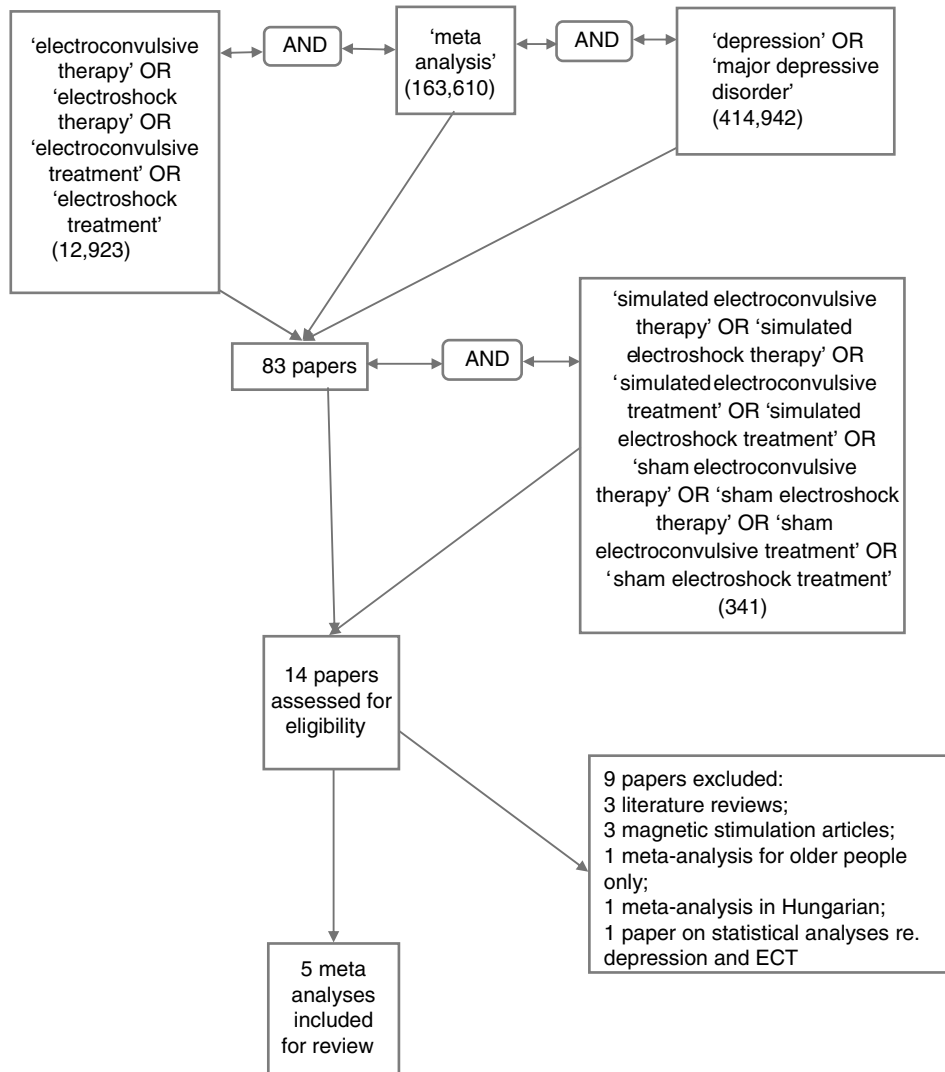 ‘electroconvulsive
therapy’ OR
‘electroshock
therapy’ OR
‘electroconvulsive
treatment’ OR
‘electroshock
treatment’
(12,923)
AND
‘meta
analysis’
(163,610)
AND
‘depression’ OR
‘major depressive
disorder’
(414,942)
83 papers
AND
‘simulated electroconvulsive
therapy’ OR ‘simulated
electroshock therapy’ OR
‘simulated electroconvulsive
treatment’ OR ‘simulated
electroshock treatment’ OR
‘sham electroconvulsive
therapy’ OR ‘sham electroshock
therapy’ OR ‘sham
electroconvulsive treatment’ OR
‘sham electroshock treatment’
(341)
14 papers
assessed for
eligibility
9 papers excluded:
3 literature reviews;
3 magnetic stimulation articles;
1 meta-analysis for older people
only;
1 meta-analysis in Hungarian;
1 paper on statistical analyses re.
depression and ECT
5 meta
analyses
included
for review